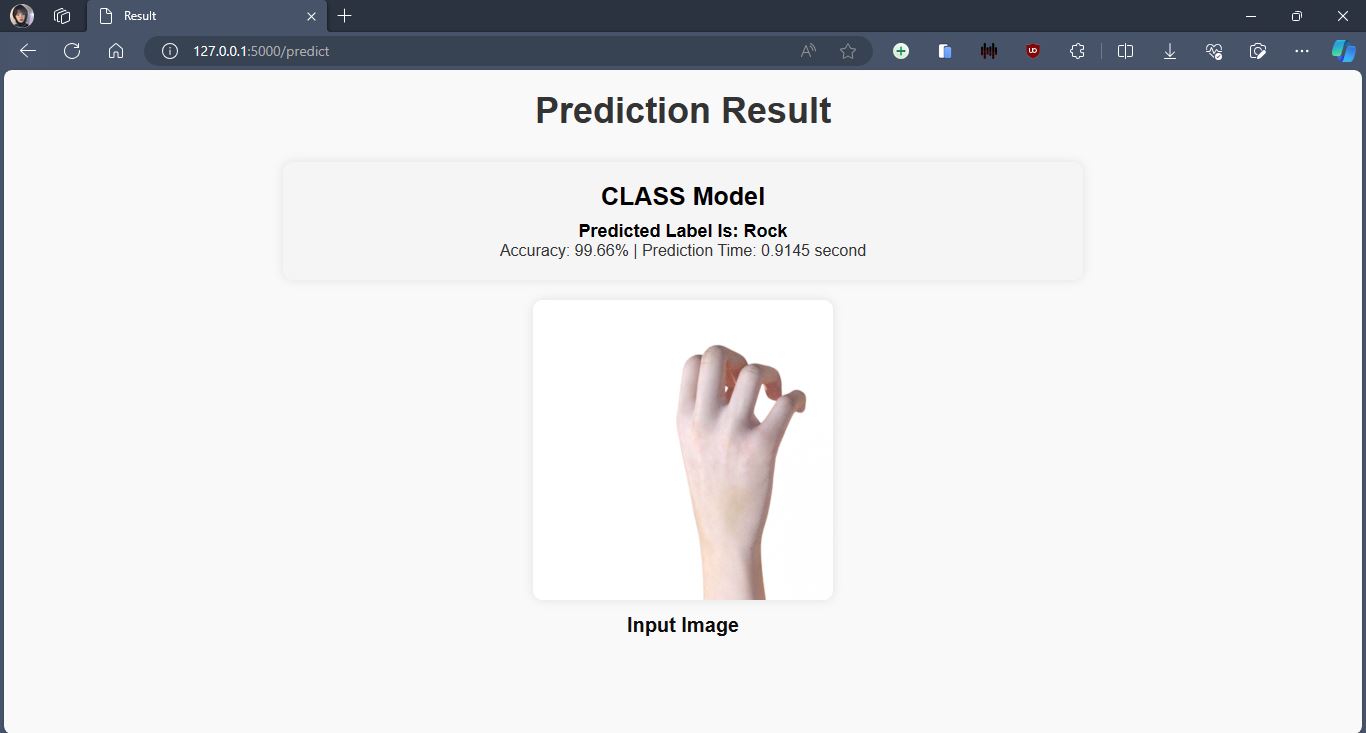 Result
127.0.0.1:5000/predict
Prediction Result
CLASS Model
Predicted Label Is: Rock
Accuracy: 99.66% | Prediction Time: 0.9145 second
Input Image